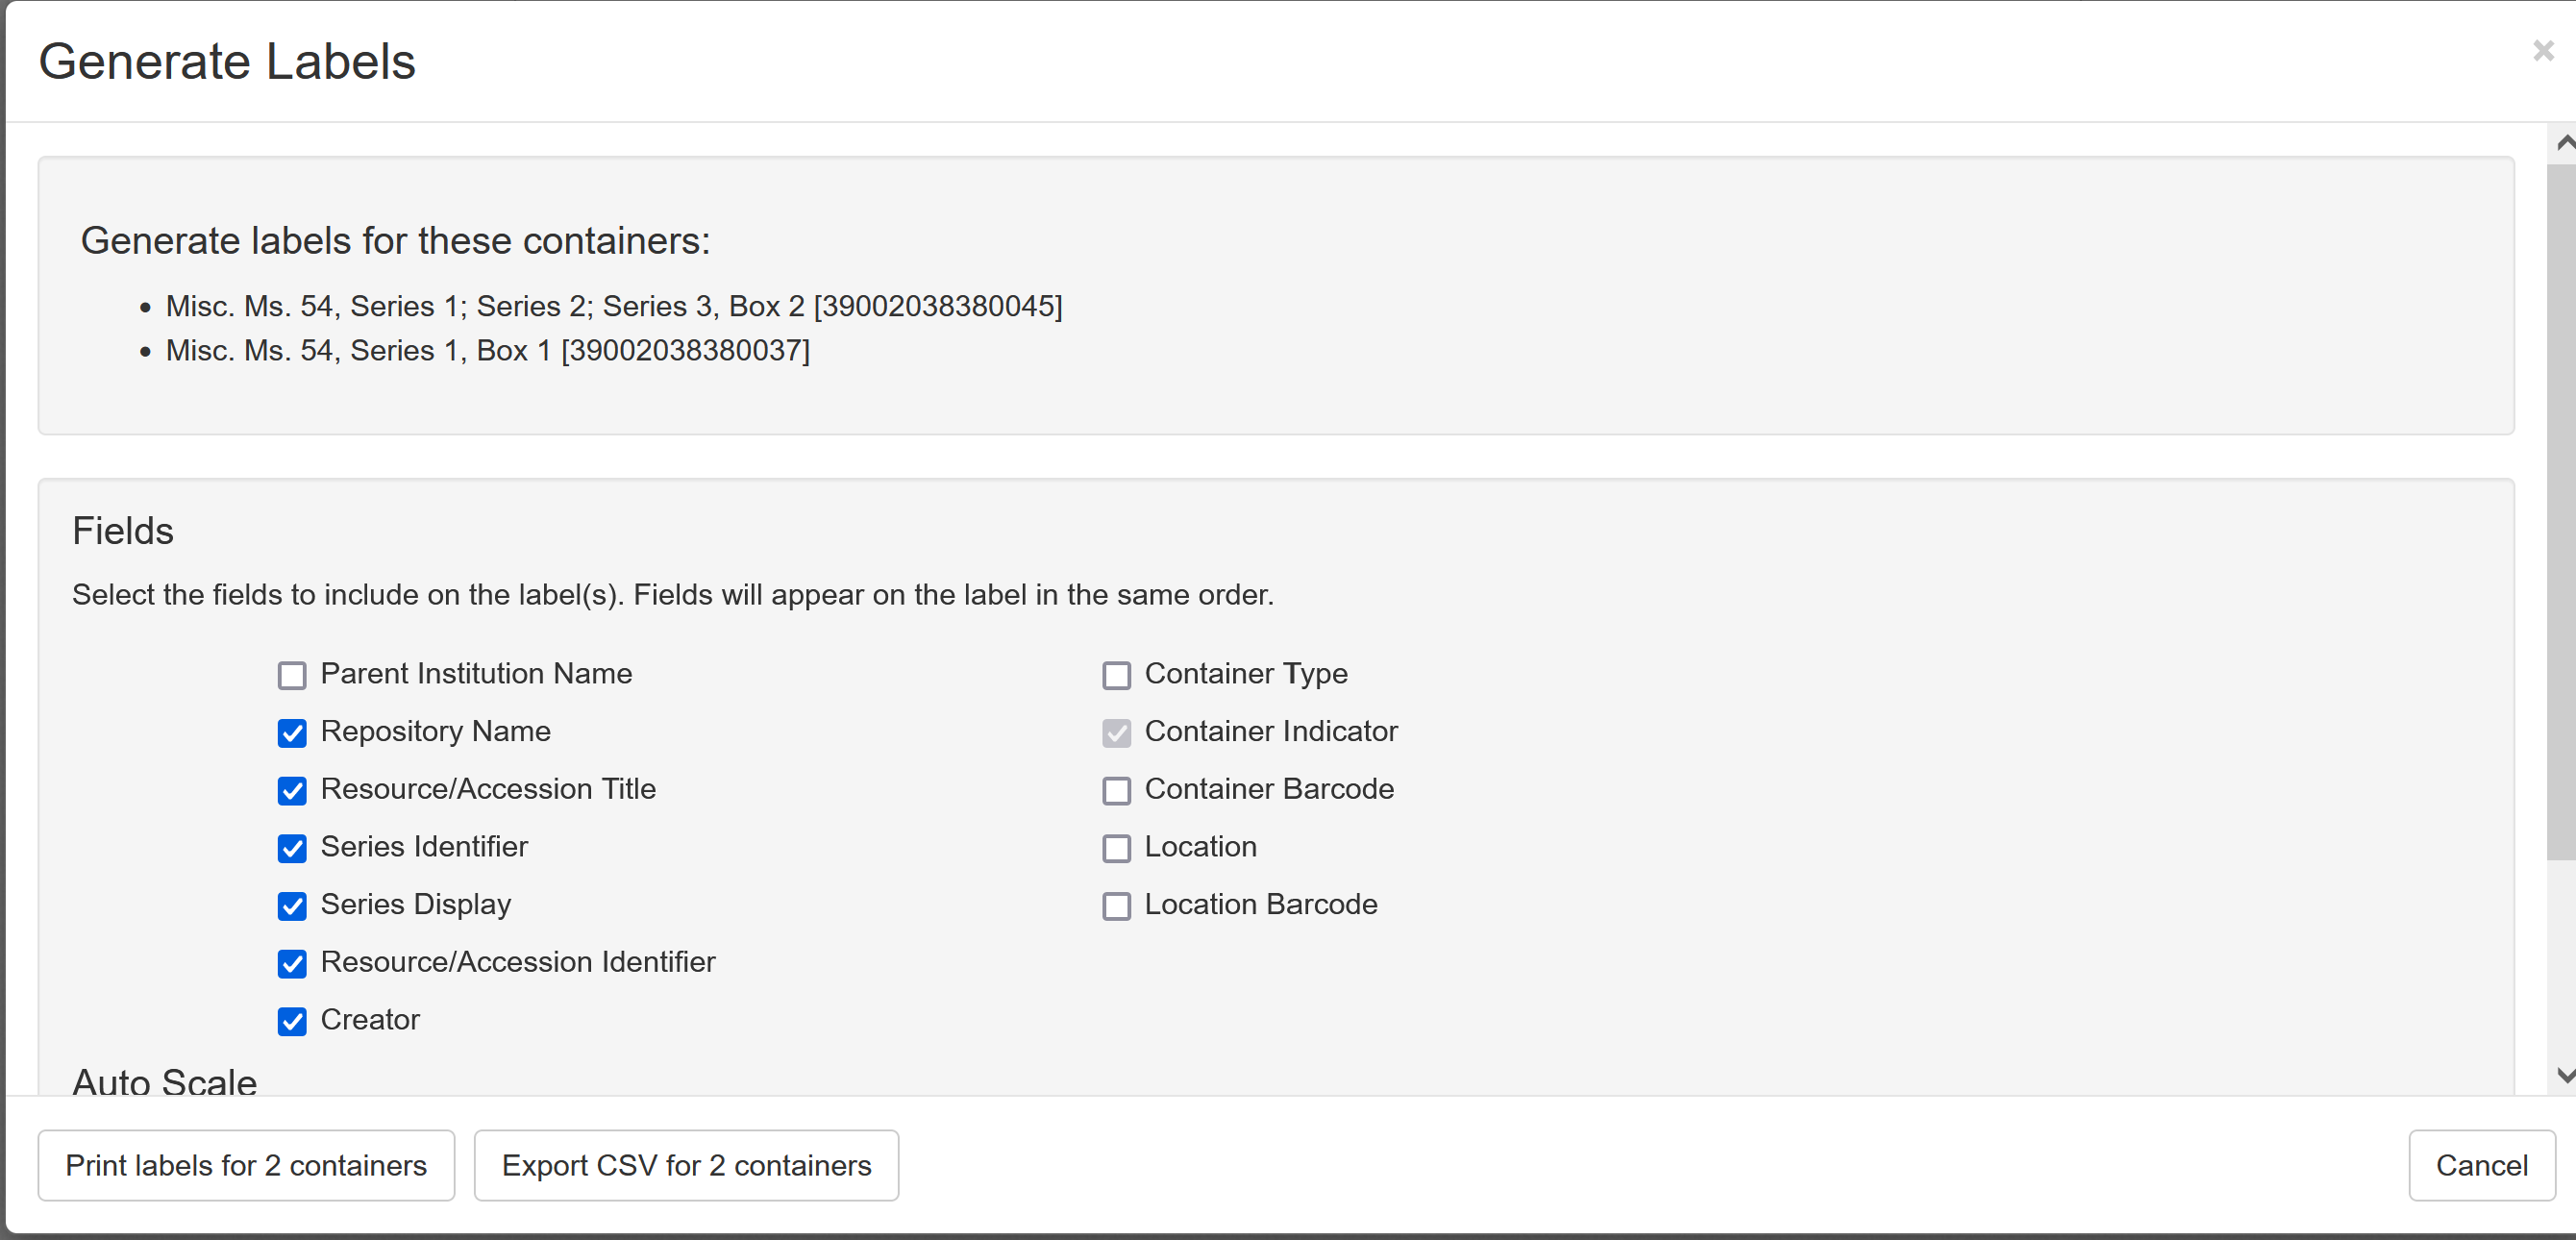 Generate Labels
×
Generate labels for these containers:
• Misc. Ms. 54, Series 1; Series 2; Series 3, Box 2 [39002038380045]
• Misc. Ms. 54, Series 1, Box 1 [39002038380037]
Fields
Select the fields to include on the label(s). Fields will appear on the label in the same order.
Parent Institution Name
Repository Name
Resource/Accession Title
Series Identifier
Series Display
Resource/Accession Identifier
Creator
Container Type
Container Indicator
Container Barcode
Location
Location Barcode
Auto Scale
Print labels for 2 containers
Export CSV for 2 containers
Cancel